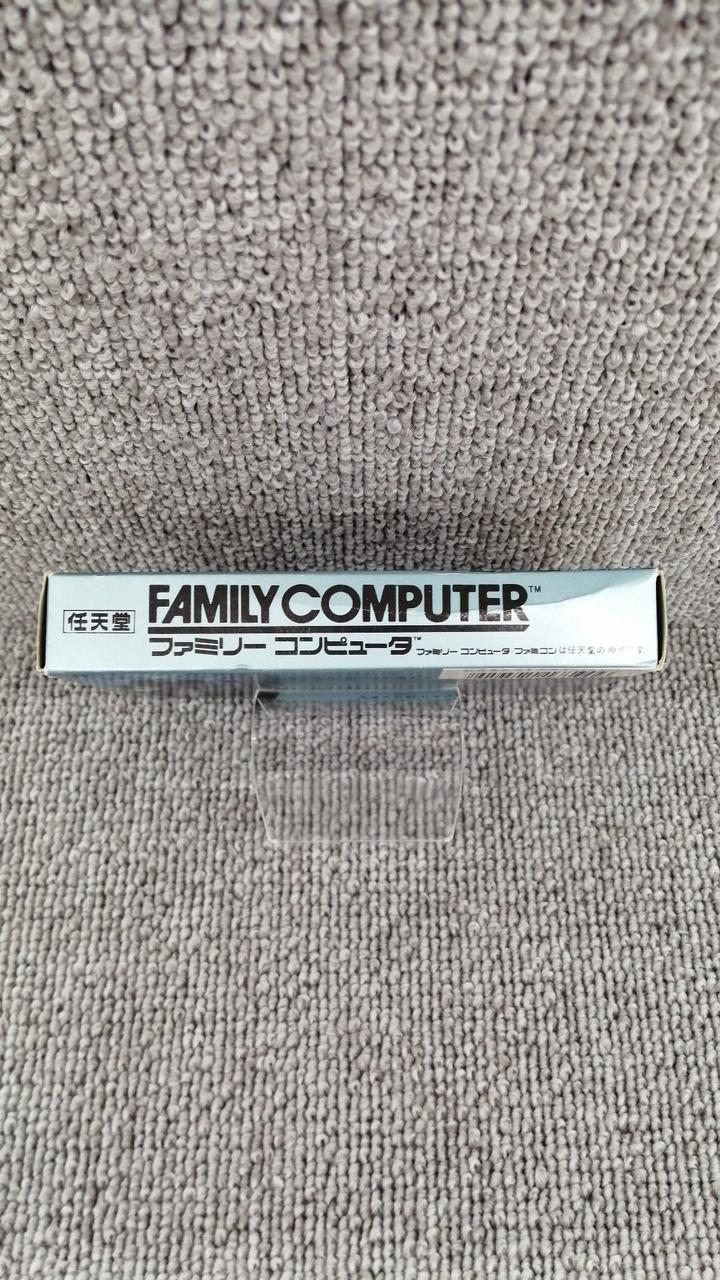 任天堂
FAMILY COMPUTER™
ファミリー コンピュータ™
ファミリー コンピュータ・ファミコンは任天堂の商標です。